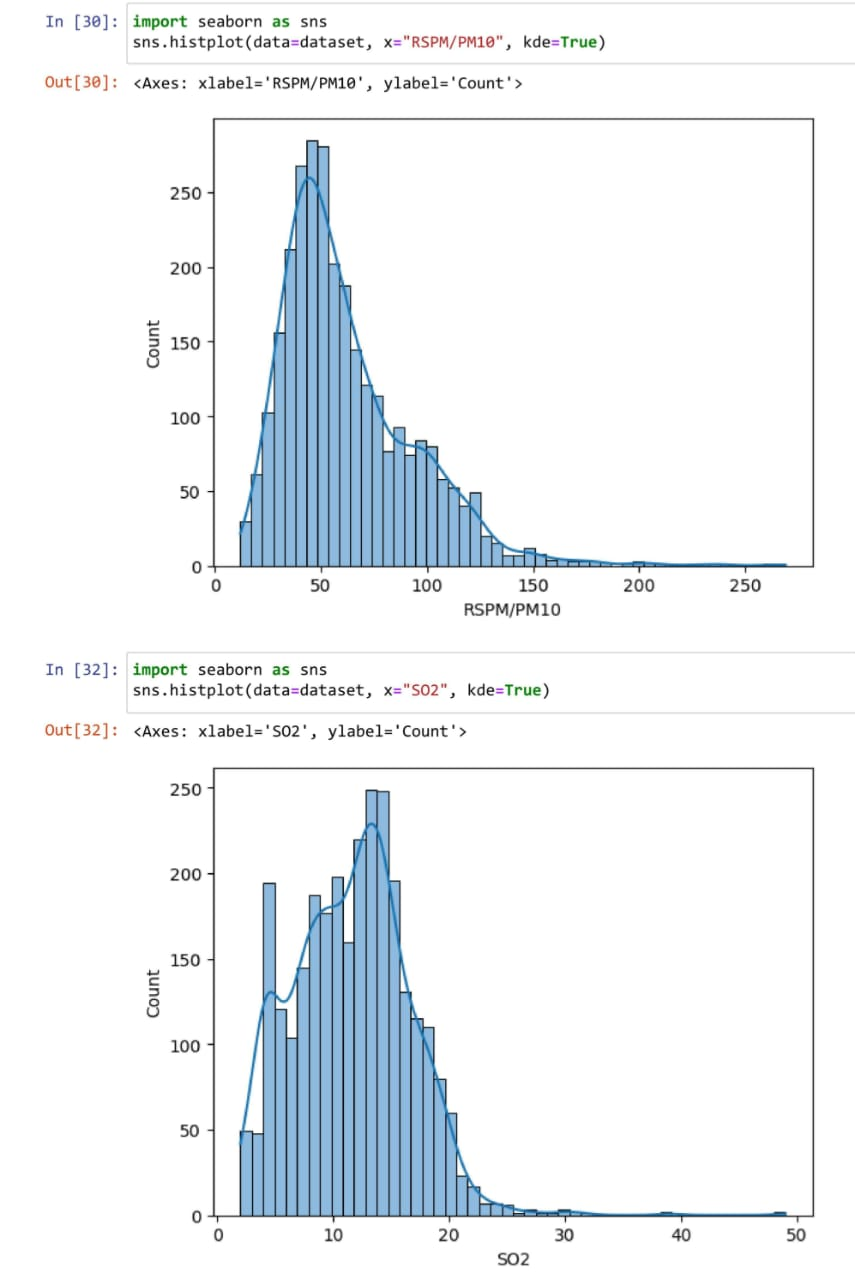 In [30]: import seaborn as sns
sns.histplot(data=dataset, x="RSPM/PM10", kde=True)
Out[30]: <Axes: xlabel='RSPM/PM10', ylabel='Count'>
250
200
150
100
50
0
Count
0 50 100 150 200 250
RSPM/PM10
In [32]: import seaborn as sns
sns.histplot(data=dataset, x="SO2", kde=True)
Out[32]: <Axes: xlabel='SO2', ylabel='Count'>
250
200
150
100
50
0
Count
0 10 20 30 40 50
SO2